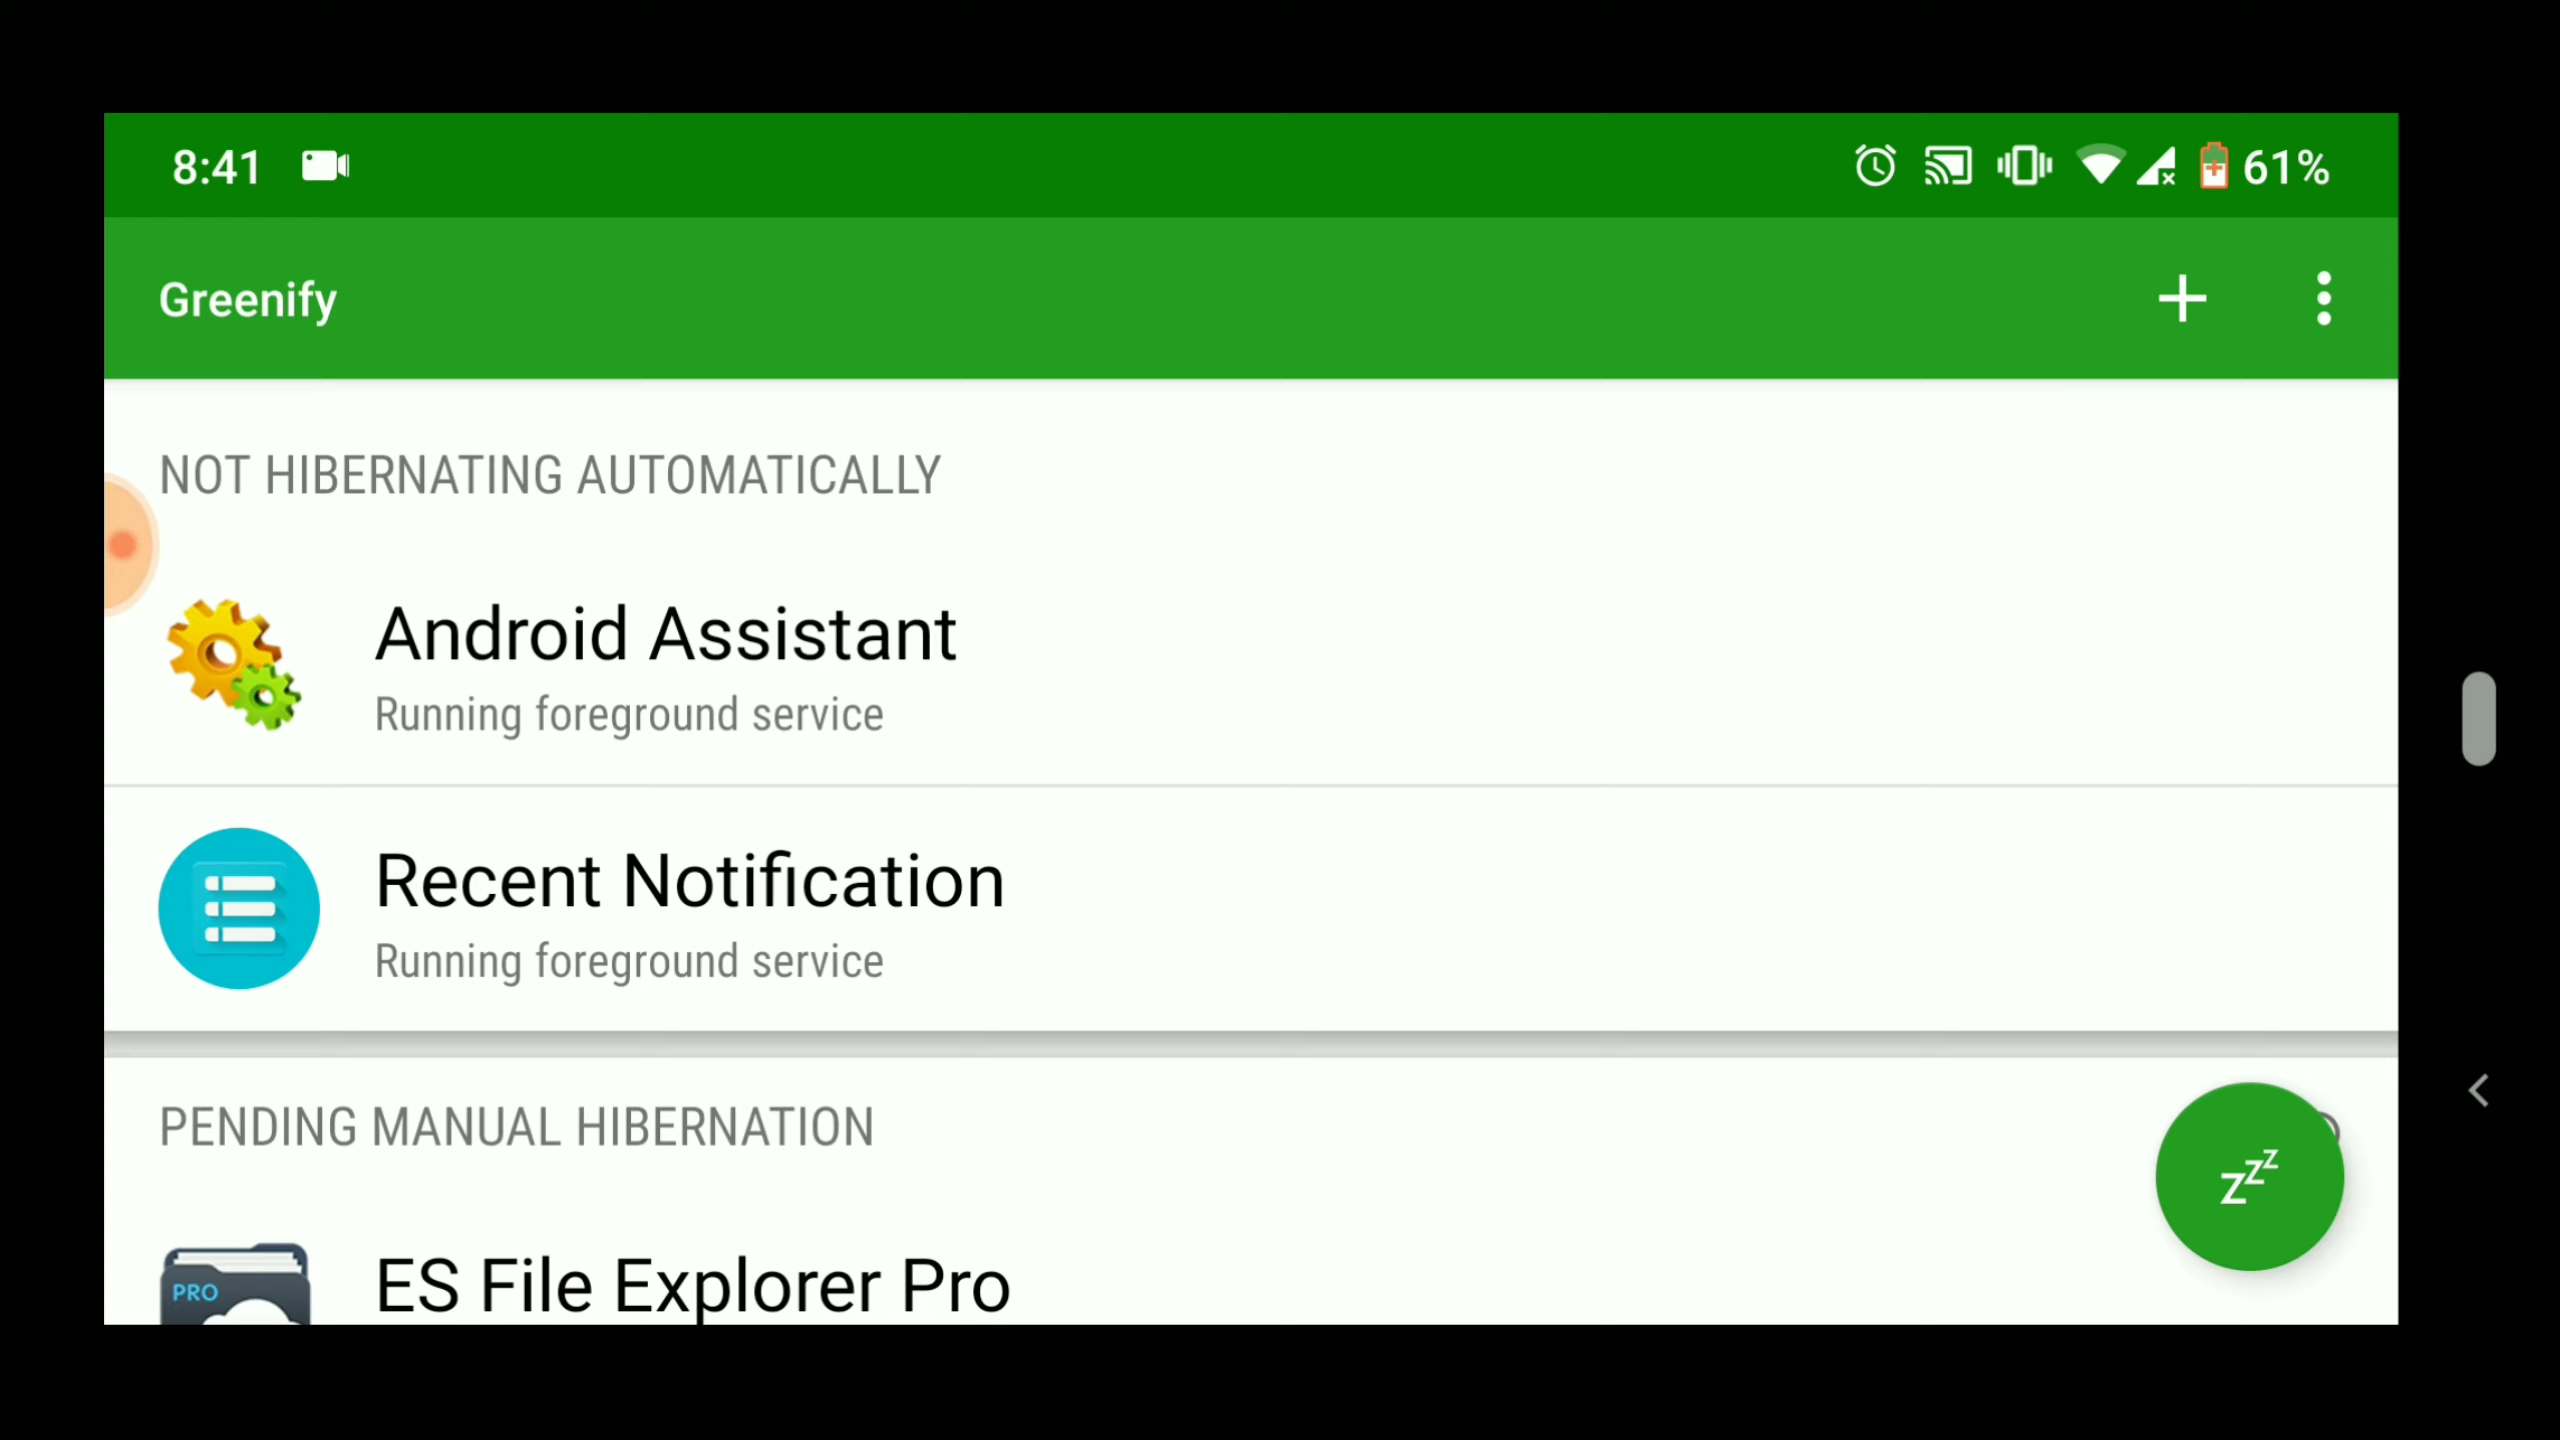 8:41 61%
Greenify
NOT HIBERNATING AUTOMATICALLY
Android Assistant
Running foreground service
Recent Notification
Running foreground service
PENDING MANUAL HIBERNATION
zzz
PRO
ES File Explorer Pro